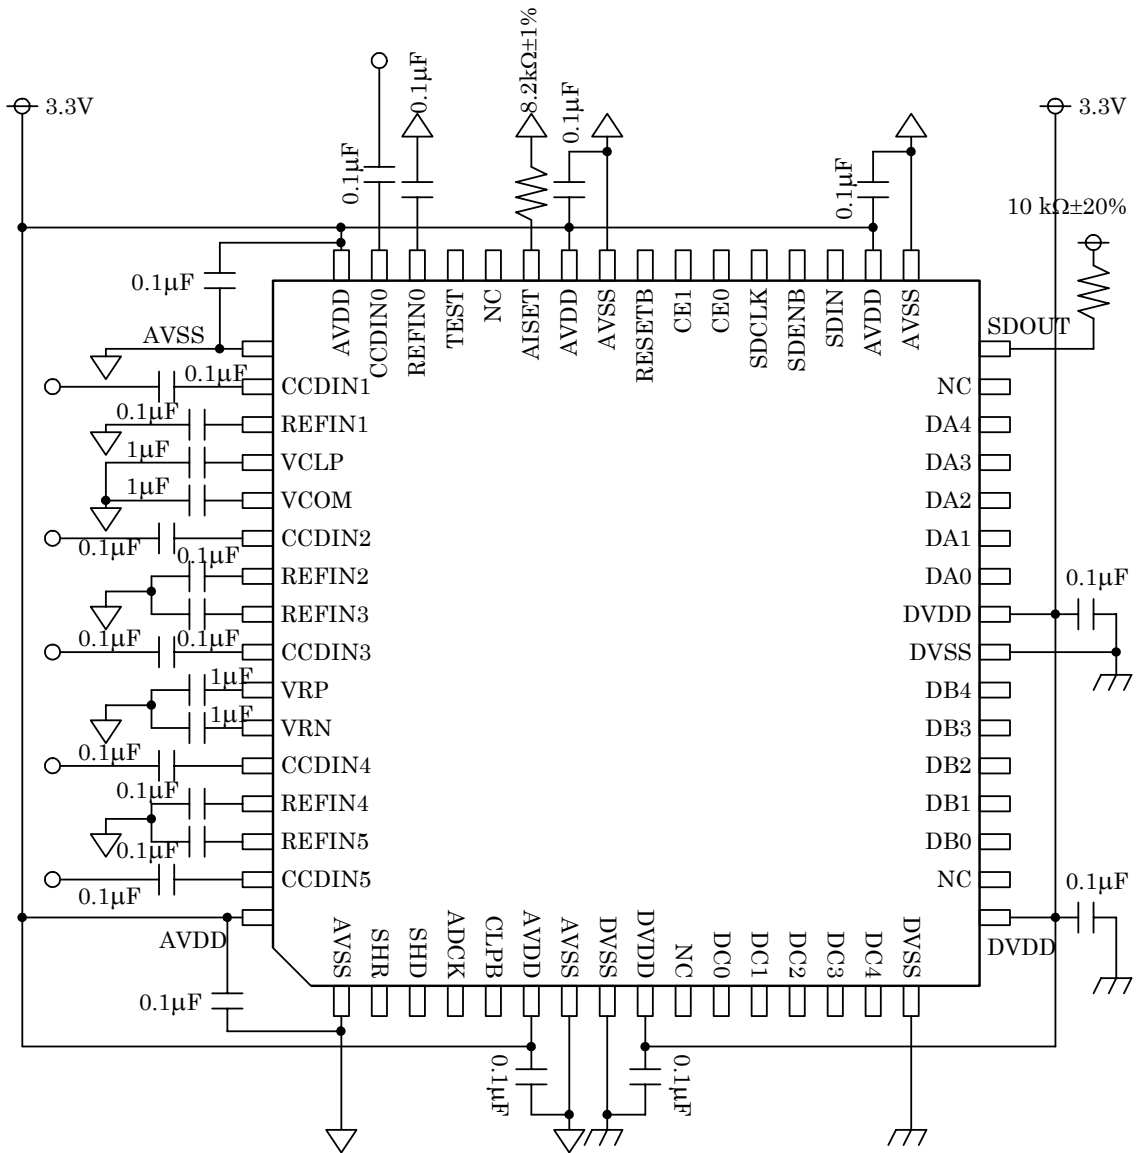 8.2kΩ±1%
0.1µF
0.1µF
3.3V
3.3V
0.1µF
0.1µF
10 kΩ±20%
0.1µF
AVDD
CCDIN0
REFIN0
TEST
NC
AISET
AVDD
AVSS
RESETB
CE1
CE0
SDCLK
SDENB
SDIN
AVDD
AVSS
AVSS
SDOUT
0.1µF
CCDIN1
NC
0.1µF
REFIN1
DA4
1µF
VCLP
DA3
1µF
VCOM
DA2
CCDIN2
DA1
0.1µF
0.1µF
REFIN2
DA0
0.1µF
REFIN3
DVDD
0.1µF
0.1µF
CCDIN3
DVSS
1µF
VRP
DB4
1µF
VRN
DB3
0.1µF
CCDIN4
DB2
0.1µF
REFIN4
DB1
0.1µF
REFIN5
DB0
0.1µF
CCDIN5
NC
0.1µF
AVDD
DVDD
AVSS
SHR
SHD
ADCK
CLPB
AVDD
AVSS
DVSS
DVDD
NC
DC0
DC1
DC2
DC3
DC4
DVSS
0.1µF
0.1µF
0.1µF